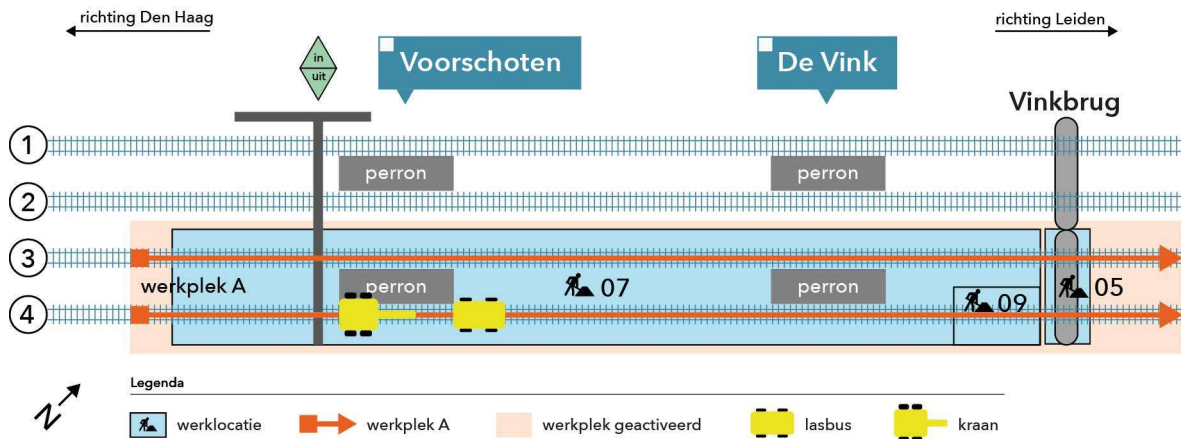 richting Den Haag
richting Leiden
in
uit
Voorschoten
De Vink
Vinkbrug
1
perron
perron
2
3
werkplek A
perron
07
perron
05
09
4
N
Legenda
werklocatie
werkplek A
werkplek geactiveerd
lasbus
kraan